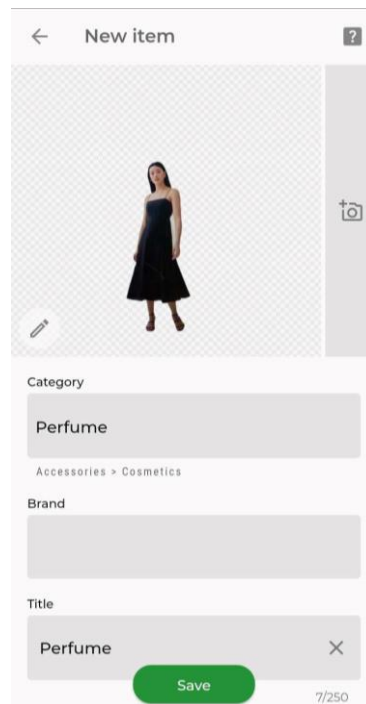 New item
?
Category
Perfume
Accessories > Cosmetics
Brand
Title
Perfume
Save
7/250